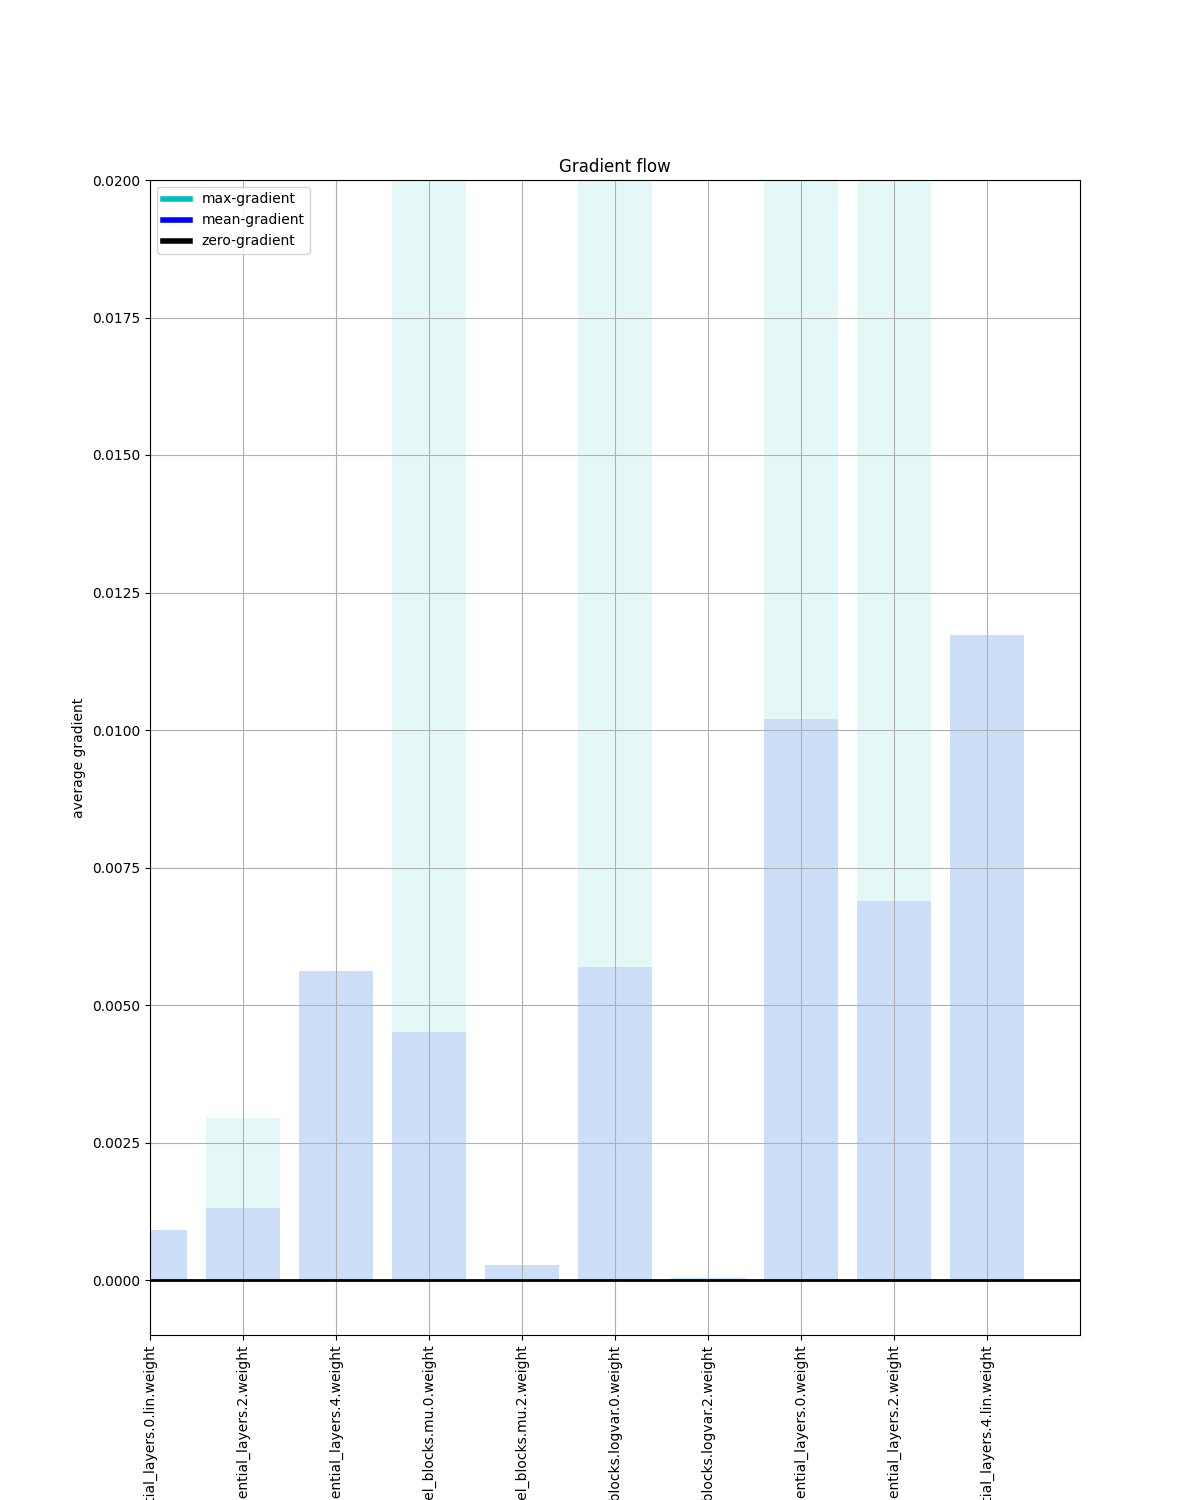 Gradient flow
max-gradient
mean-gradient
zero-gradient
0.0200
0.0175
0.0150
0.0125
0.0100
0.0075
0.0050
0.0025
0.0000
average gradient
tial_layers.0.lin.weight
ential_layers.2.weight
ential_layers.4.weight
el_blocks.mu.0.weight
el_blocks.mu.2.weight
blocks.logvar.0.weight
blocks.logvar.2.weight
ential_layers.0.weight
ential_layers.2.weight
tial_layers.4.lin.weight